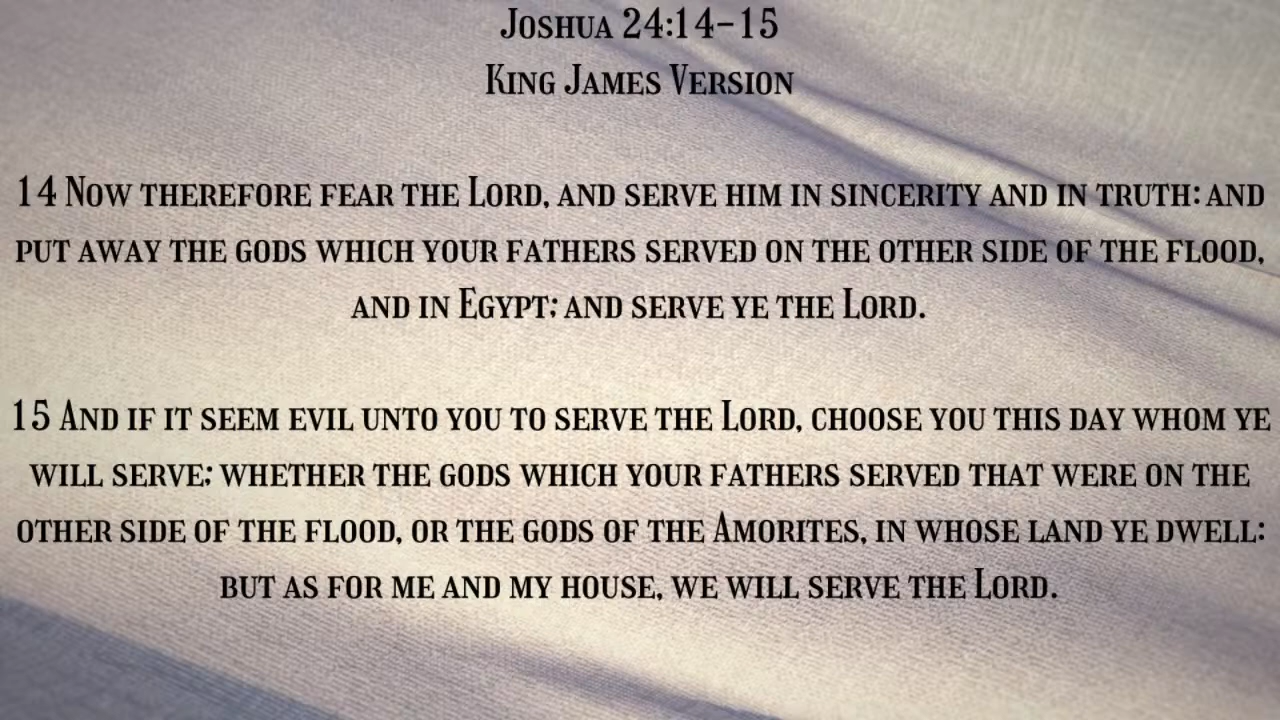 Joshua 24:14-15
King James Version
14 Now therefore fear the Lord, and serve him in sincerity and in truth: and
put away the gods which your fathers served on the other side of the flood,
and in Egypt; and serve ye the Lord.
15 And if it seem evil unto you to serve the Lord, choose you this day whom ye
will serve; whether the gods which your fathers served that were on the
other side of the flood, or the gods of the Amorites, in whose land ye dwell:
but as for me and my house, we will serve the Lord.